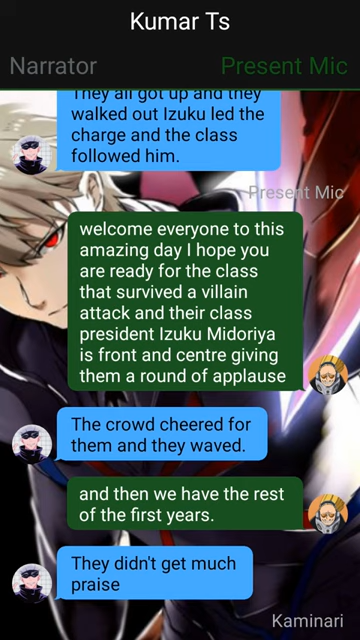 Kumar Ts
Narrator
Present Mic
They all got up and they
walked out Izuku led the
charge and the class
followed him.
Present Mic
welcome everyone to this
amazing day I hope you
are ready for the class
that survived a villain
attack and their class
president Izuku Midoriya
is front and centre giving
them a round of applause
The crowd cheered for
them and they waved.
and then we have the rest
of the first years.
They didn't get much
praise
Kaminari